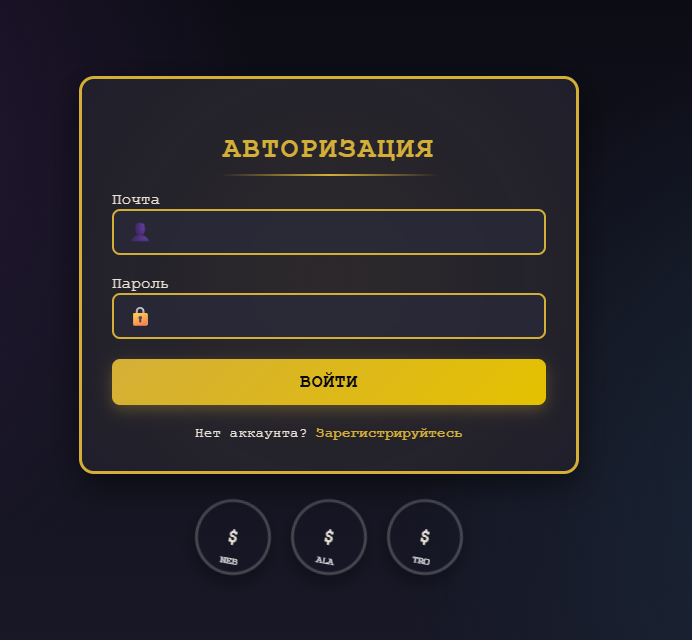 АВТОРИЗАЦИЯ
Почта
Пароль
ВОЙТИ
Нет аккаунта? Зарегистрируйтесь
$ $ $
NEB ALA TRO